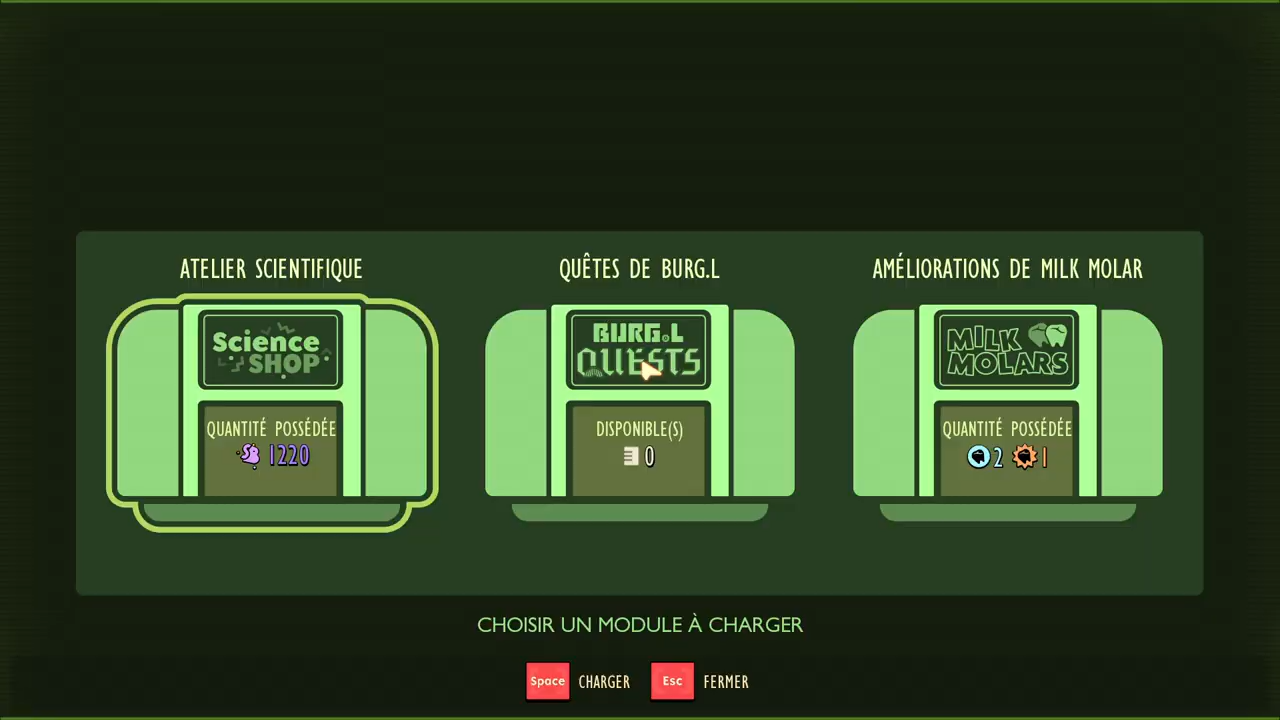 ATELIER SCIENTIFIQUE
Science
SHOP
QUANTITÉ POSSÉDÉE
1220
QUÊTES DE BURG.L
BURG.L
QUESTS
DISPONIBLE(S)
0
AMÉLIORATIONS DE MILK MOLAR
MILK
MOLARS
QUANTITÉ POSSÉDÉE
2 1
CHOISIR UN MODULE À CHARGER
Space CHARGER Esc FERMER